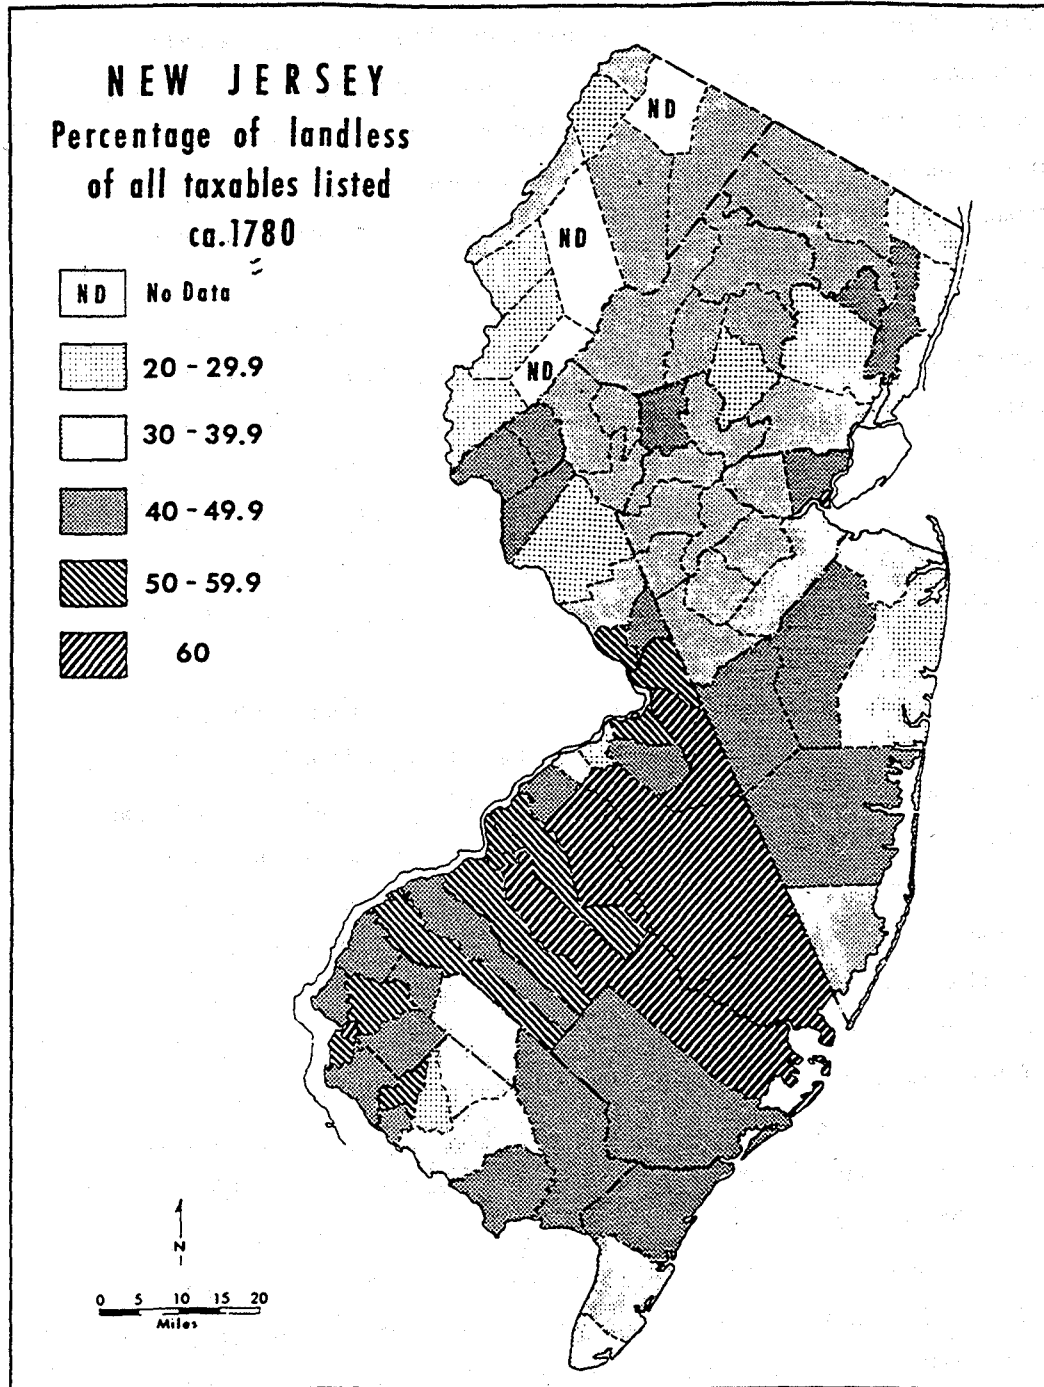 NEW JERSEY
Percentage of landless
of all taxables listed
ca.1780
ND No Data
20 - 29.9
30 - 39.9
40 - 49.9
50 - 59.9
60
ND
ND
ND
N
0 5 10 15 20
Miles